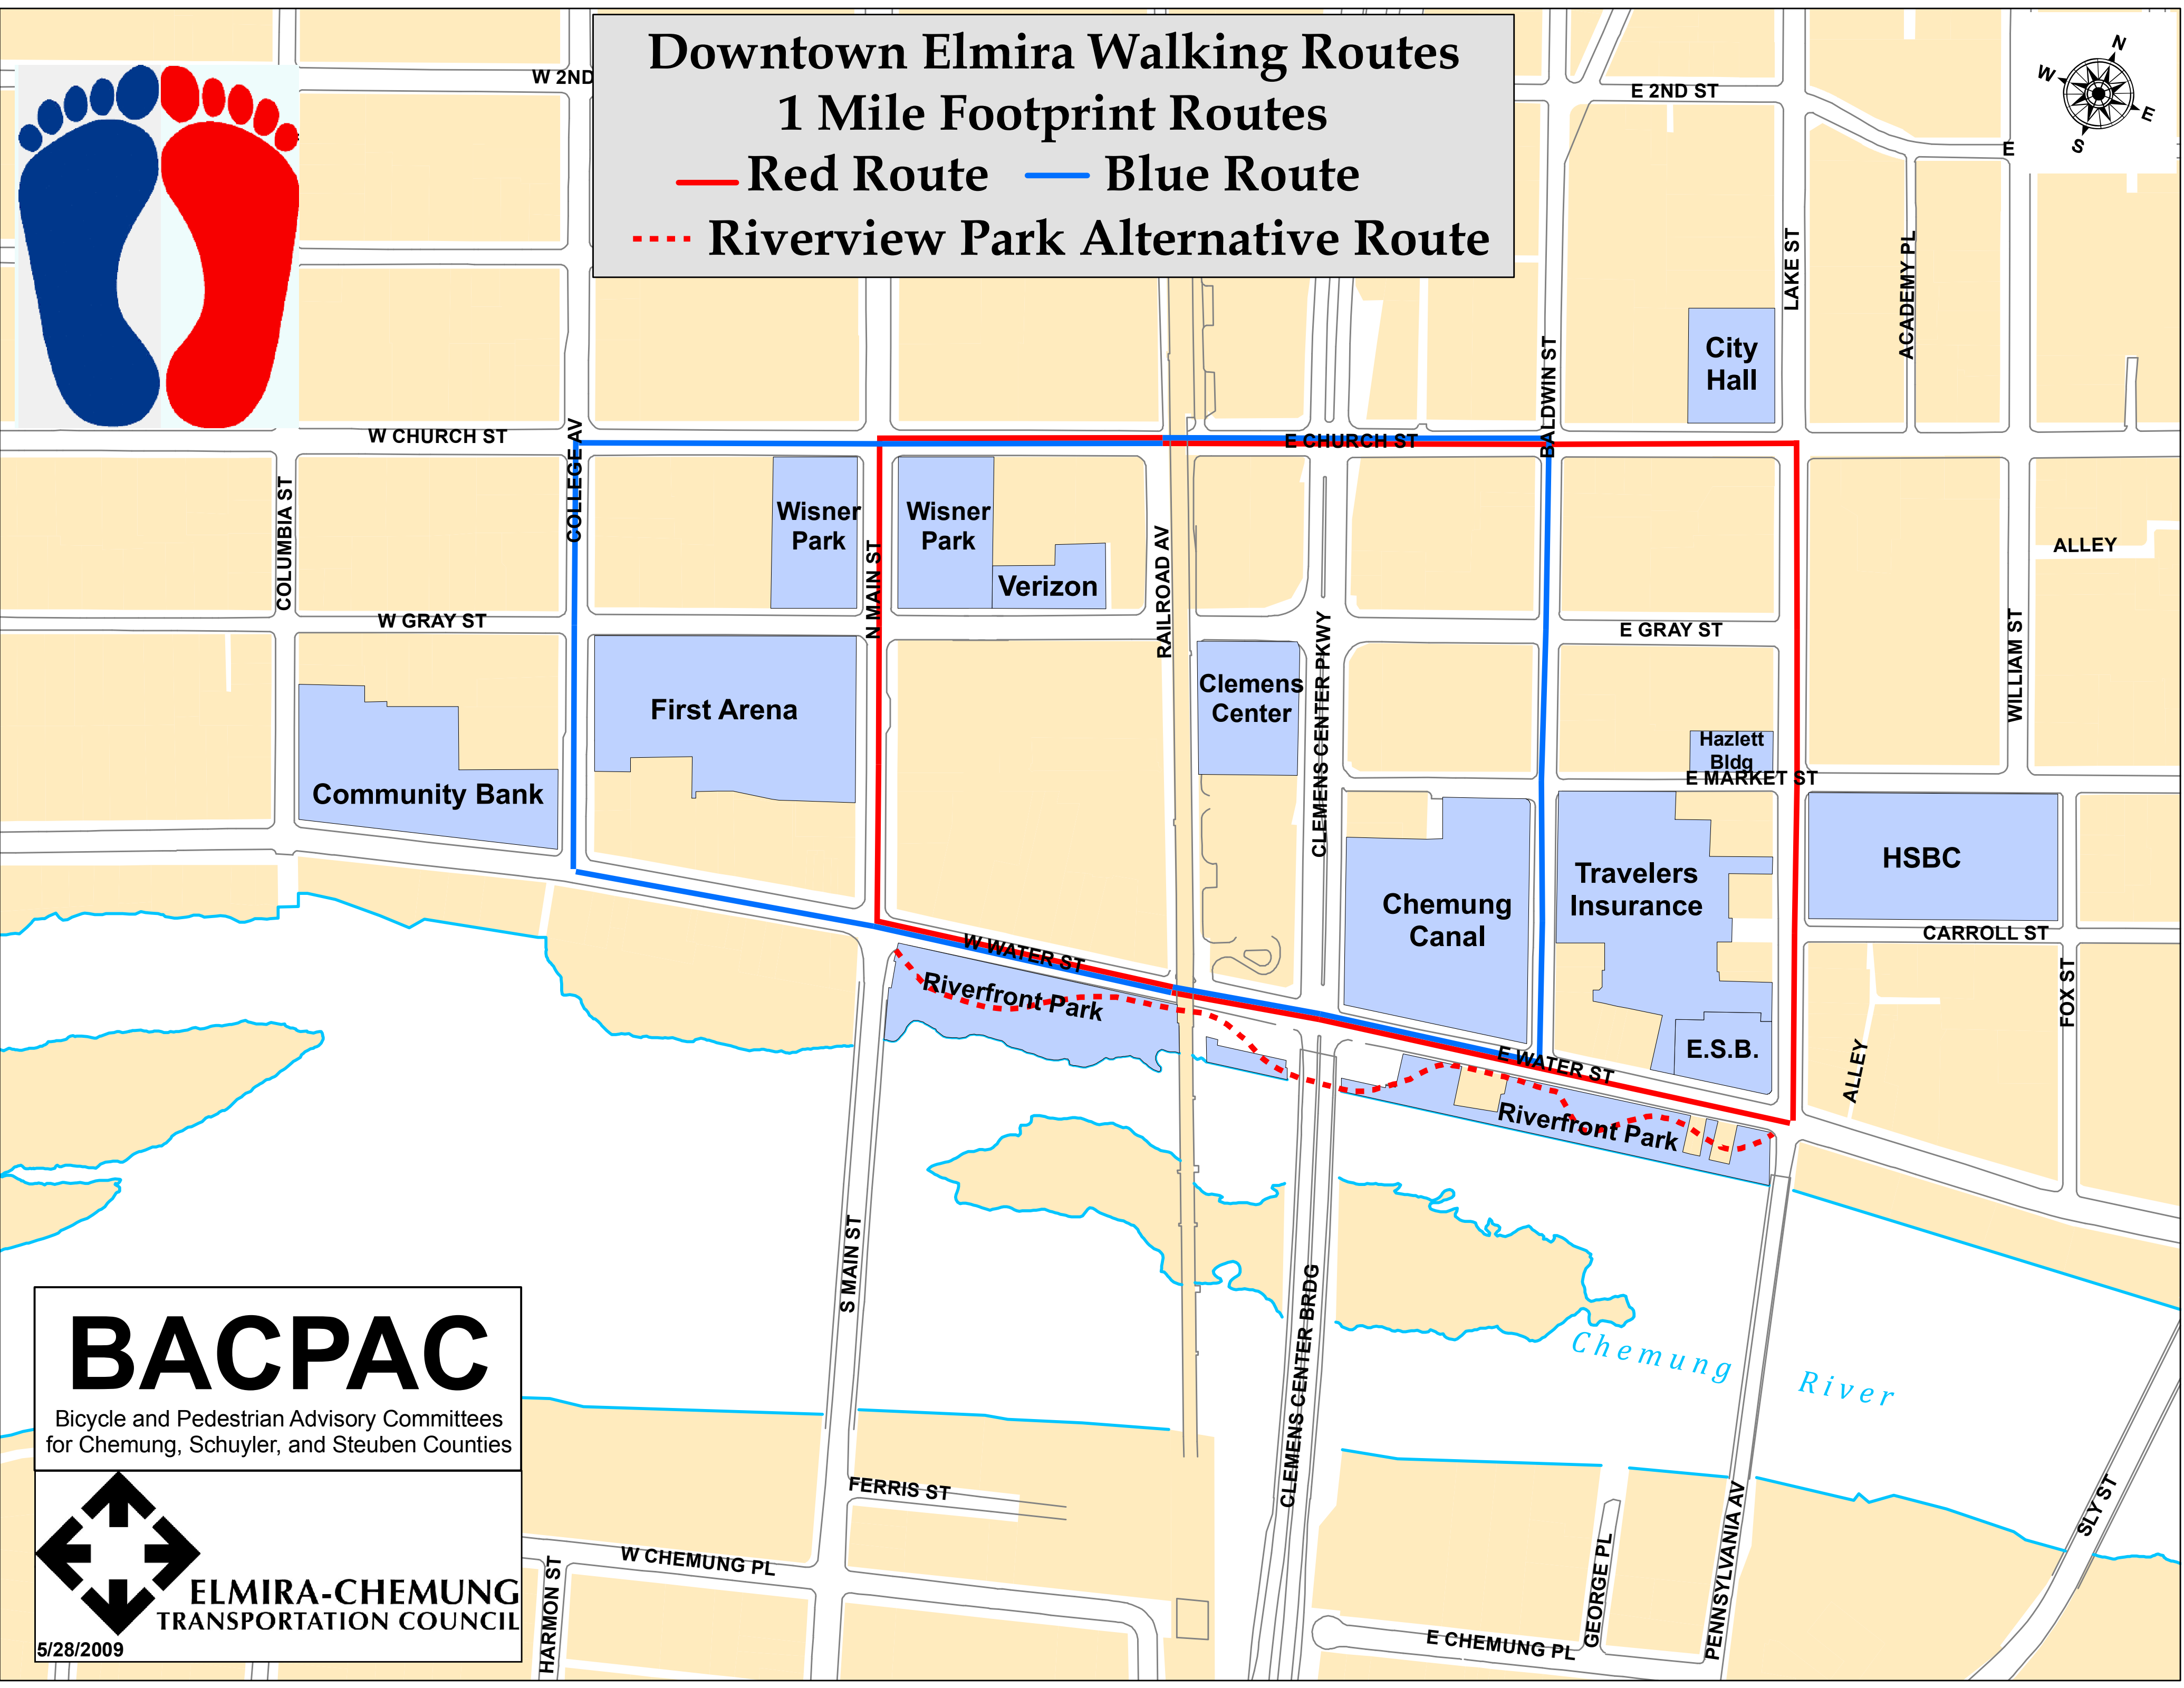 Downtown Elmira Walking Routes
1 Mile Footprint Routes
Red Route Blue Route
Riverview Park Alternative Route
N
W
E
S
W 2ND
E 2ND ST
E
LAKE ST
ACADEMY PL
City
Hall
BALDWIN ST
W CHURCH ST
COLLEGE AV
E CHURCH ST
COLUMBIA ST
Wisner
Park
N MAIN ST
Wisner
Park
Verizon
RAILROAD AV
ALLEY
W GRAY ST
E GRAY ST
WILLIAM ST
CLEMENS CENTER PKWY
First Arena
Clemens
Center
Hazlett
Bldg
E MARKET ST
Community Bank
Chemung
Canal
Travelers
Insurance
HSBC
CARROLL ST
FOX ST
W WATER ST
Riverfront Park
E.S.B.
E WATER ST
ALLEY
Riverfront Park
S MAIN ST
CLEMENS CENTER BRDG
Chemung River
BACPAC
Bicycle and Pedestrian Advisory Committees
for Chemung, Schuyler, and Steuben Counties
ELMIRA-CHEMUNG
TRANSPORTATION COUNCIL
5/28/2009
FERRIS ST
W CHEMUNG PL
HARMON ST
E CHEMUNG PL
GEORGE PL
PENNSYLVANIA AV
SLY ST